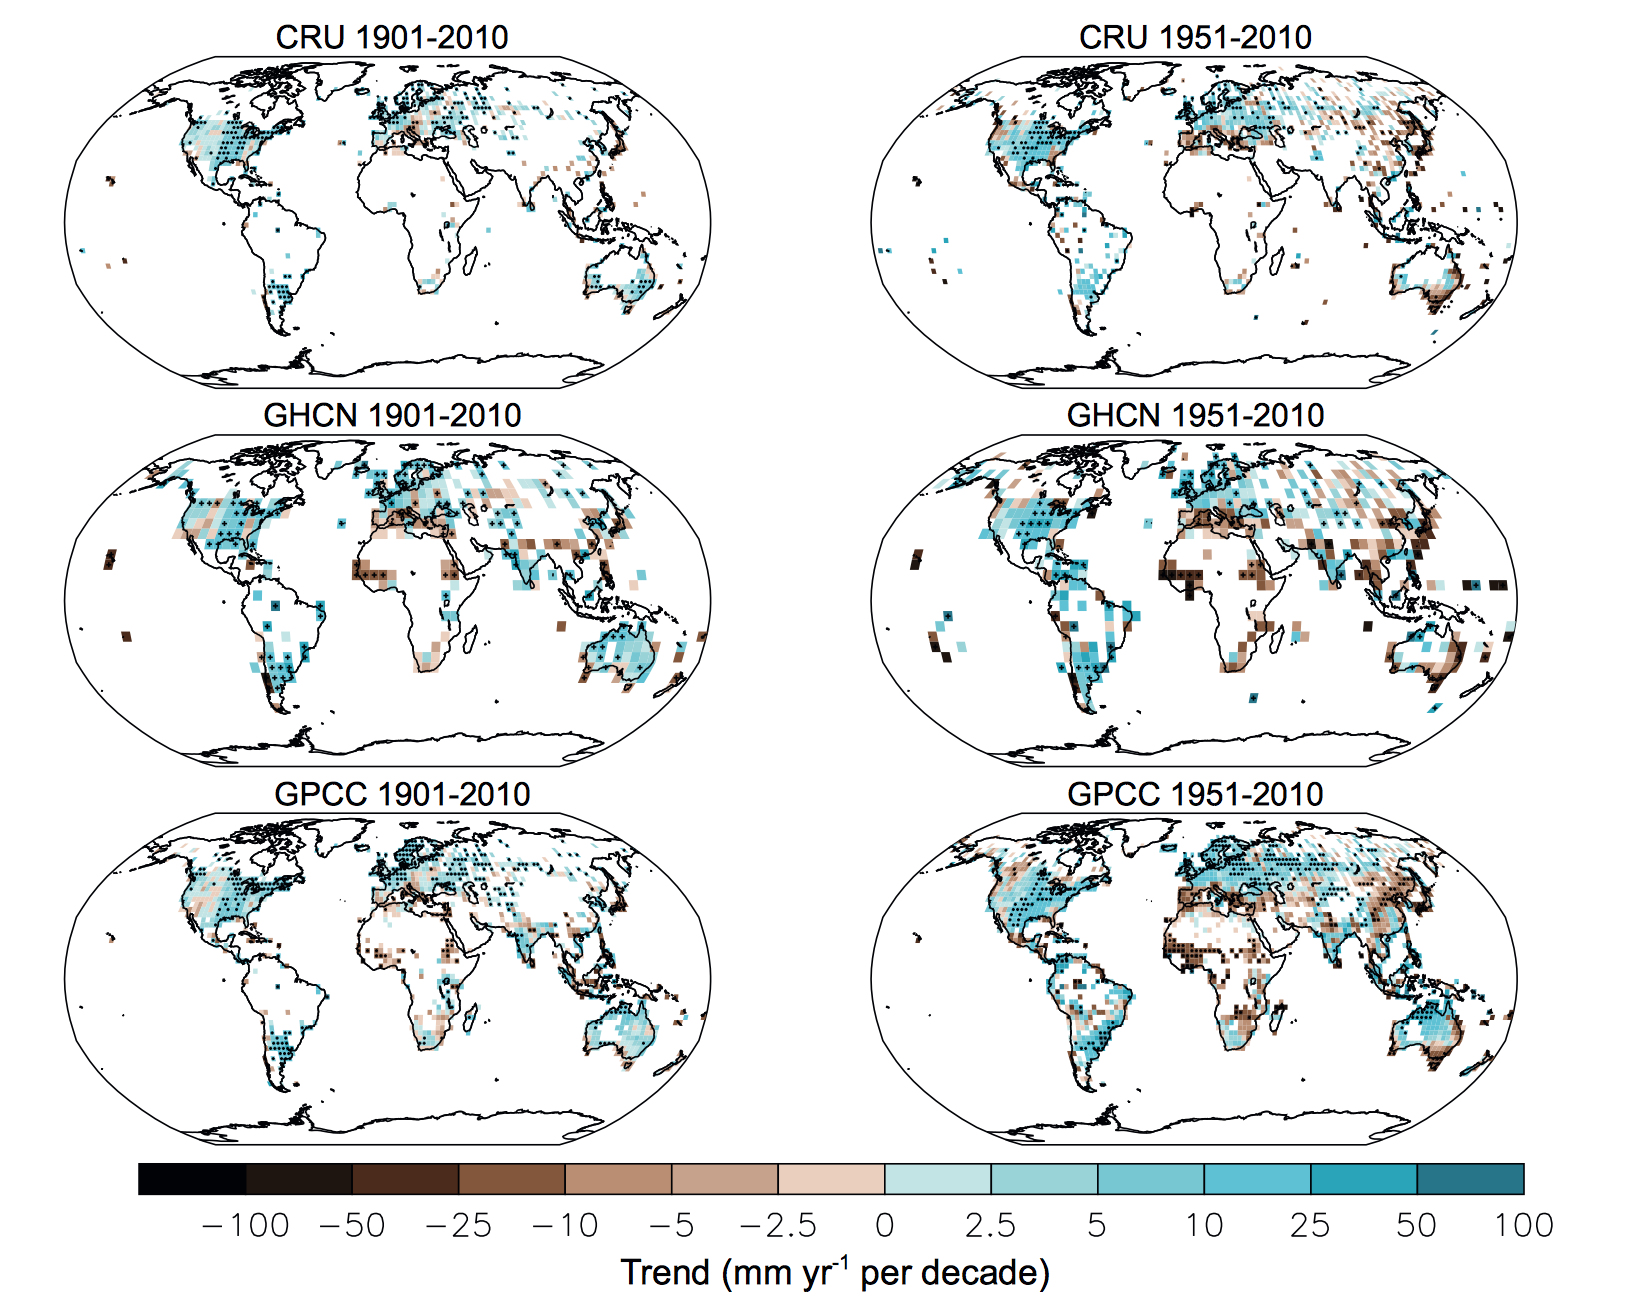 CRU 1901-2010
CRU 1951-2010
GHCN 1901-2010
GHCN 1951-2010
GPCC 1901-2010
GPCC 1951-2010
−100 −50 −25 −10 −5 −2.5 0 2.5 5 10 25 50 100
Trend (mm yr⁻¹ per decade)